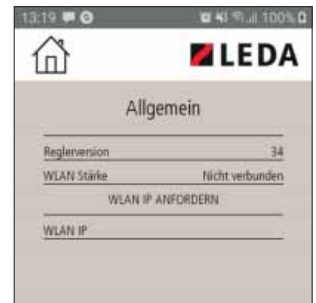 13:19 100%
LEDA
Allgemein
Reglerversion 34
WLAN Stärke Nicht verbunden
WLAN IP ANFORDERN
WLAN IP